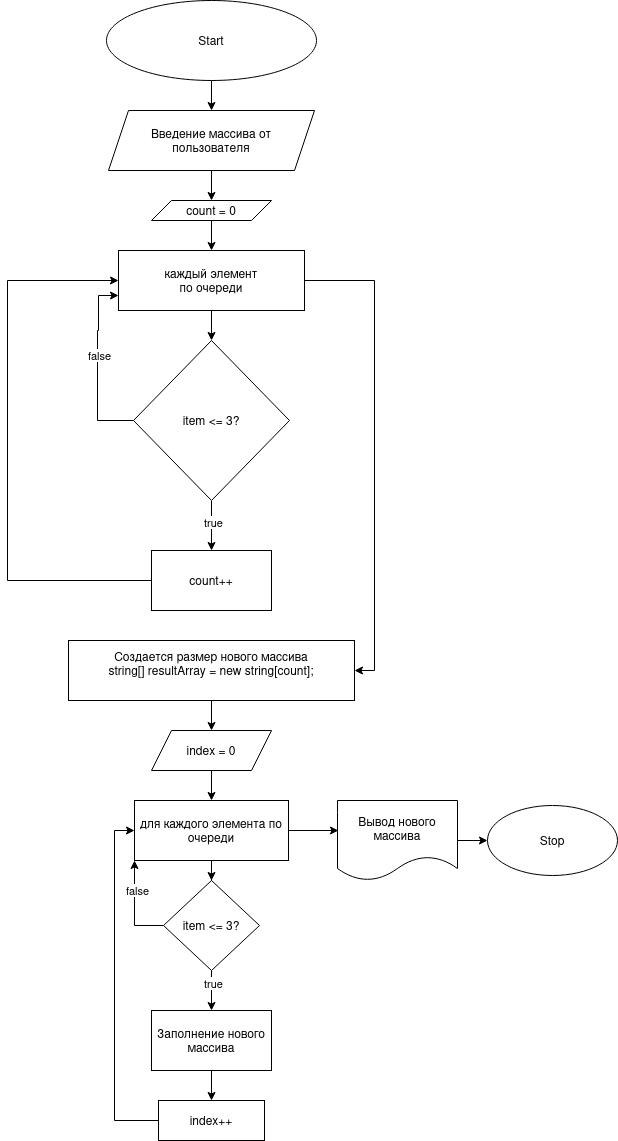 Start
Введение массива от
пользователя
count = 0
каждый элемент
по очереди
false
item <= 3?
true
count++
Создается размер нового массива
string[] resultArray = new string[count];
index = 0
для каждого элемента по
очереди
Вывод нового
массива
Stop
false
item <= 3?
true
Заполнение нового
массива
index++